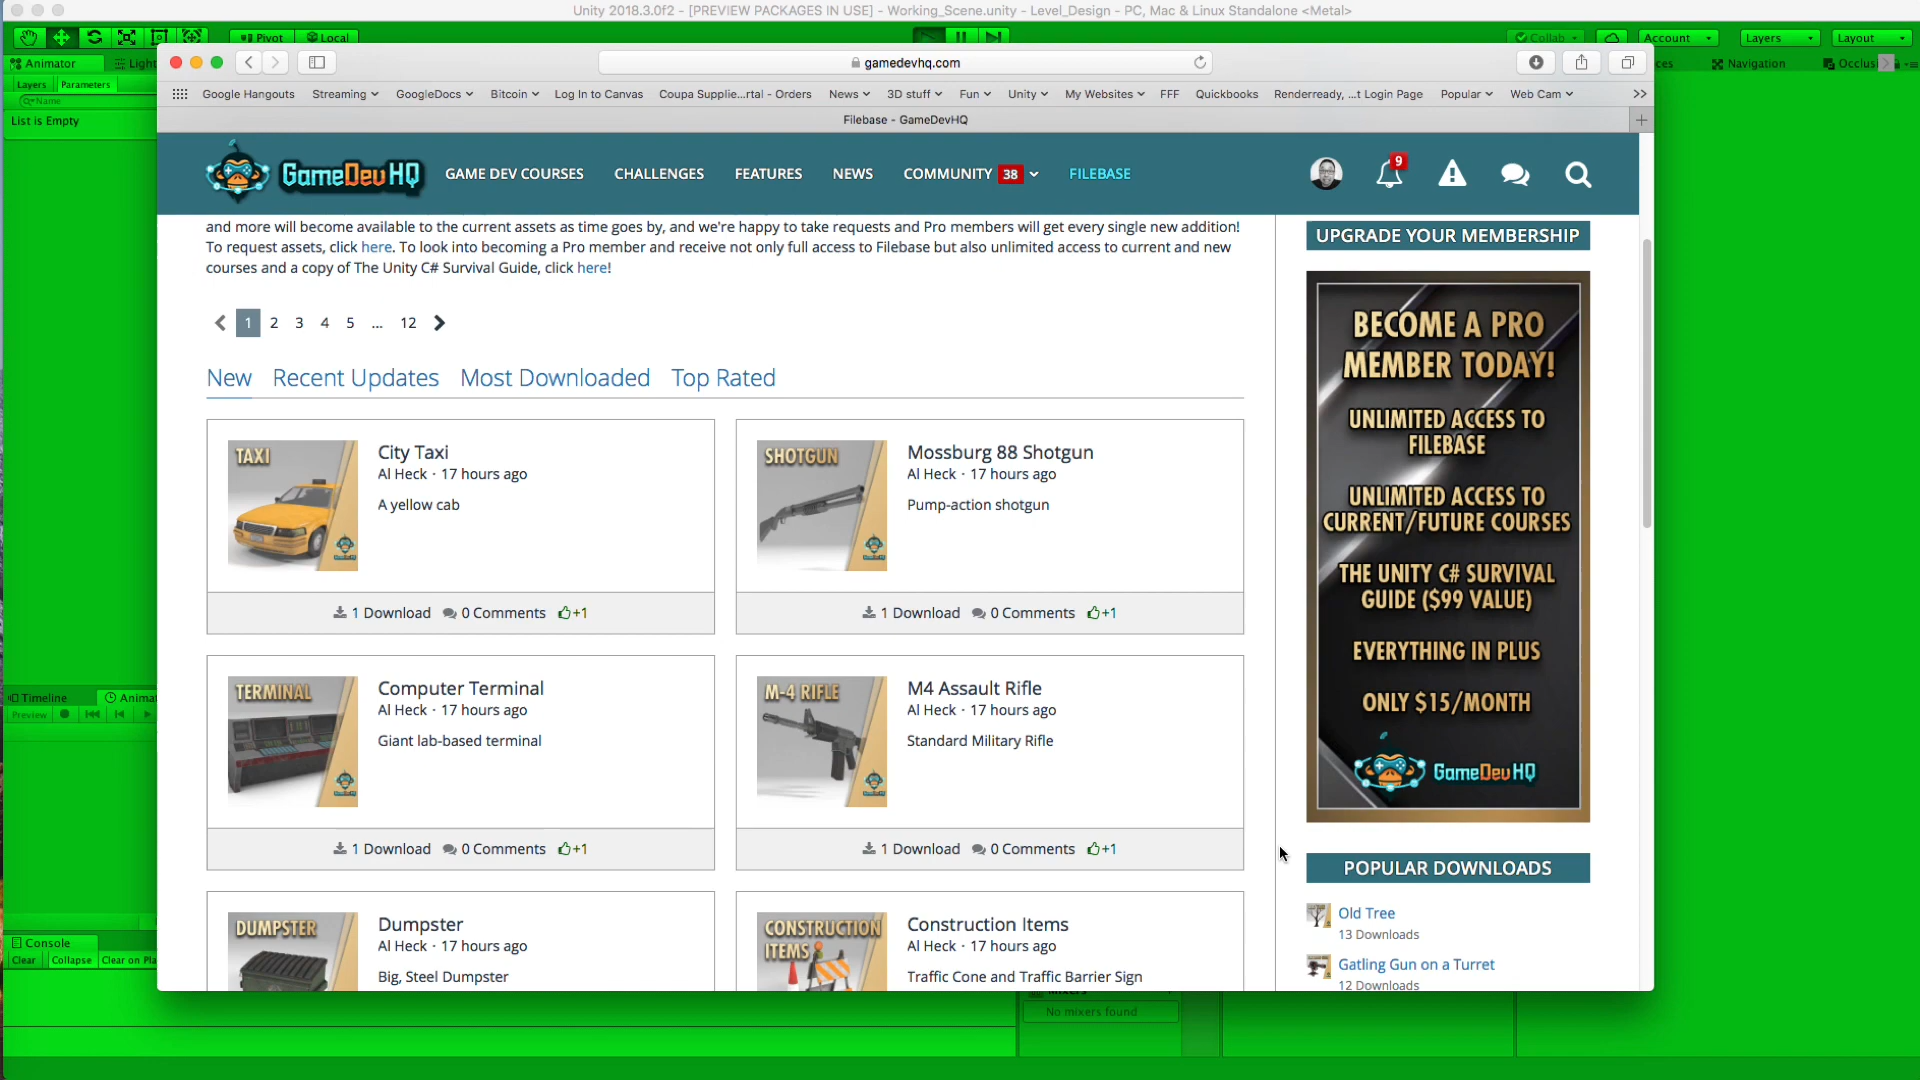 Unity 2018.3.0f2 - [PREVIEW PACKAGES IN USE] - Working_Scene.unity - Level_Design - PC, Mac & Linux Standalone <Metal>
Pivot Local Collab Account Layers Layout
Animator Light Navigation Occlus
Layers Parameters
Name
List is Empty
gamedevhq.com
Google Hangouts Streaming GoogleDocs Bitcoin Log In to Canvas Coupa Supplie...rtal - Orders News 3D stuff Fun Unity My Websites FFF Quickbooks Renderready, ...t Login Page Popular Web Cam
Filebase - GameDevHQ
GameDevHQ GAME DEV COURSES CHALLENGES FEATURES NEWS COMMUNITY 38 FILEBASE 9
and more will become available to the current assets as time goes by, and we're happy to take requests and Pro members will get every single new addition!
To request assets, click here. To look into becoming a Pro member and receive not only full access to Filebase but also unlimited access to current and new
courses and a copy of The Unity C# Survival Guide, click here!
1 2 3 4 5 ... 12
New Recent Updates Most Downloaded Top Rated
TAXI
City Taxi
Al Heck · 17 hours ago
A yellow cab
1 Download 0 Comments +1
SHOTGUN
Mossburg 88 Shotgun
Al Heck · 17 hours ago
Pump-action shotgun
1 Download 0 Comments +1
TERMINAL
Computer Terminal
Al Heck · 17 hours ago
Giant lab-based terminal
1 Download 0 Comments +1
M-4 RIFLE
M4 Assault Rifle
Al Heck · 17 hours ago
Standard Military Rifle
1 Download 0 Comments +1
DUMPSTER
Dumpster
Al Heck · 17 hours ago
Big, Steel Dumpster
CONSTRUCTION
ITEMS
Construction Items
Al Heck · 17 hours ago
Traffic Cone and Traffic Barrier Sign
UPGRADE YOUR MEMBERSHIP
BECOME A PRO
MEMBER TODAY!
UNLIMITED ACCESS TO
FILEBASE
UNLIMITED ACCESS TO
CURRENT/FUTURE COURSES
THE UNITY C# SURVIVAL
GUIDE ($99 VALUE)
EVERYTHING IN PLUS
ONLY $15/MONTH
GameDevHQ
POPULAR DOWNLOADS
Old Tree
13 Downloads
Gatling Gun on a Turret
12 Downloads
Timeline Animat
Preview
Console
Clear Collapse Clear on Pla
Mixers
No mixers found